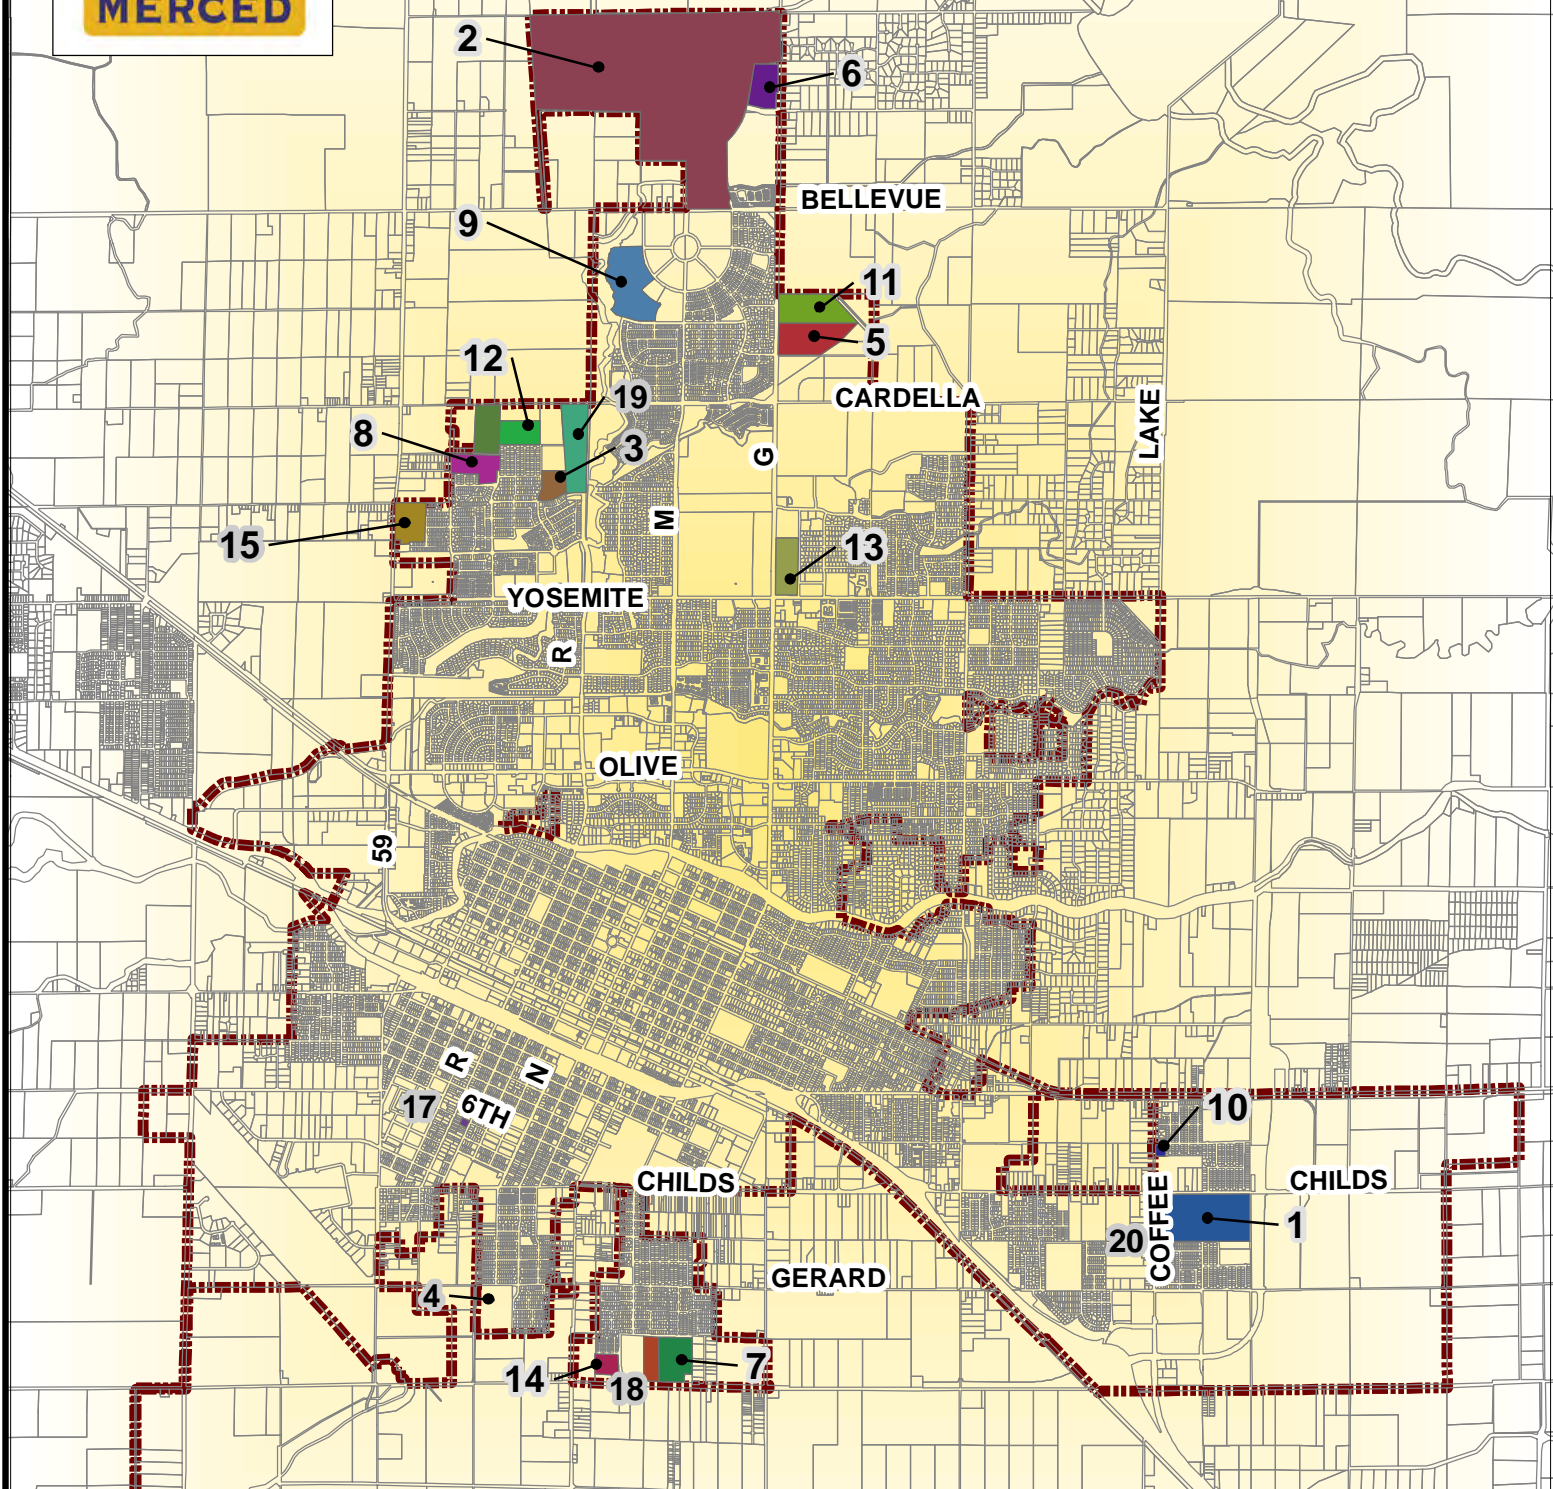 MERCED
2
6
BELLEVUE
9
11
5
12
19
CARDELLA
LAKE
8
3
G
M
15
13
YOSEMITE
R
OLIVE
59
R
N
17
6TH
10
CHILDS
CHILDS
COFFEE
1
20
GERARD
4
14
18
7